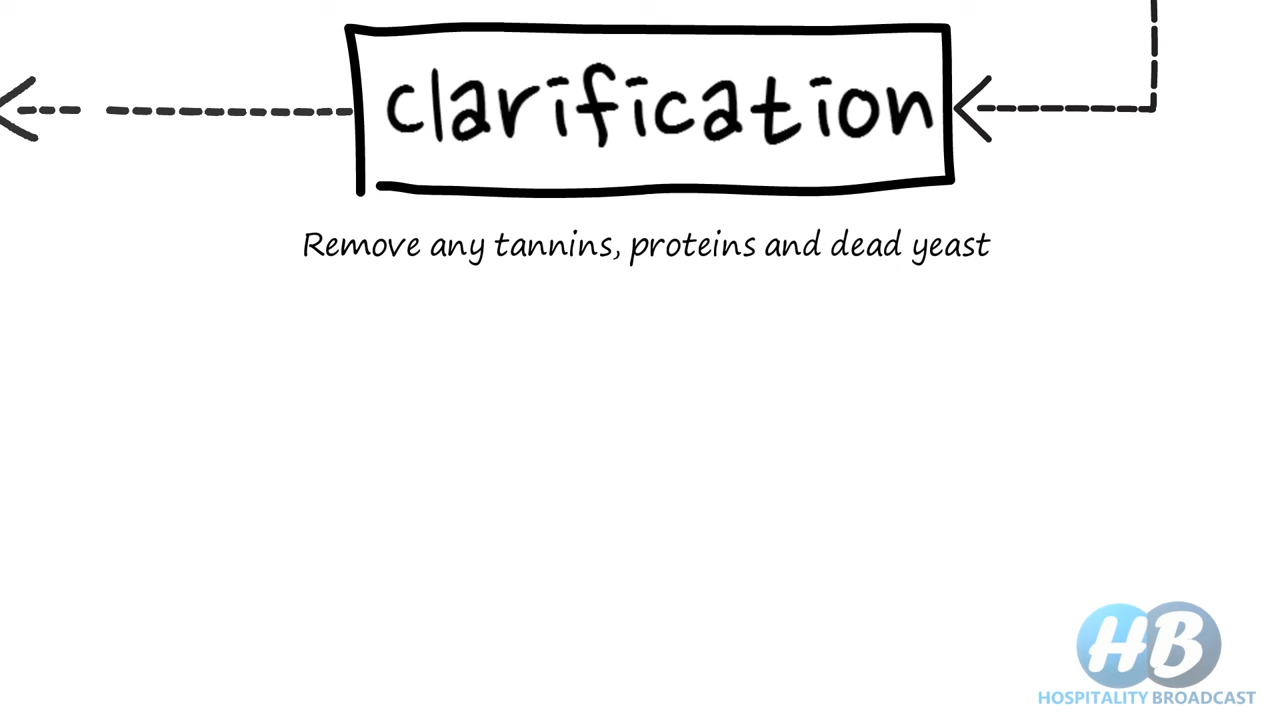 clarification
Remove any tannins, proteins and dead yeast
HB
HOSPITALITY BROADCAST